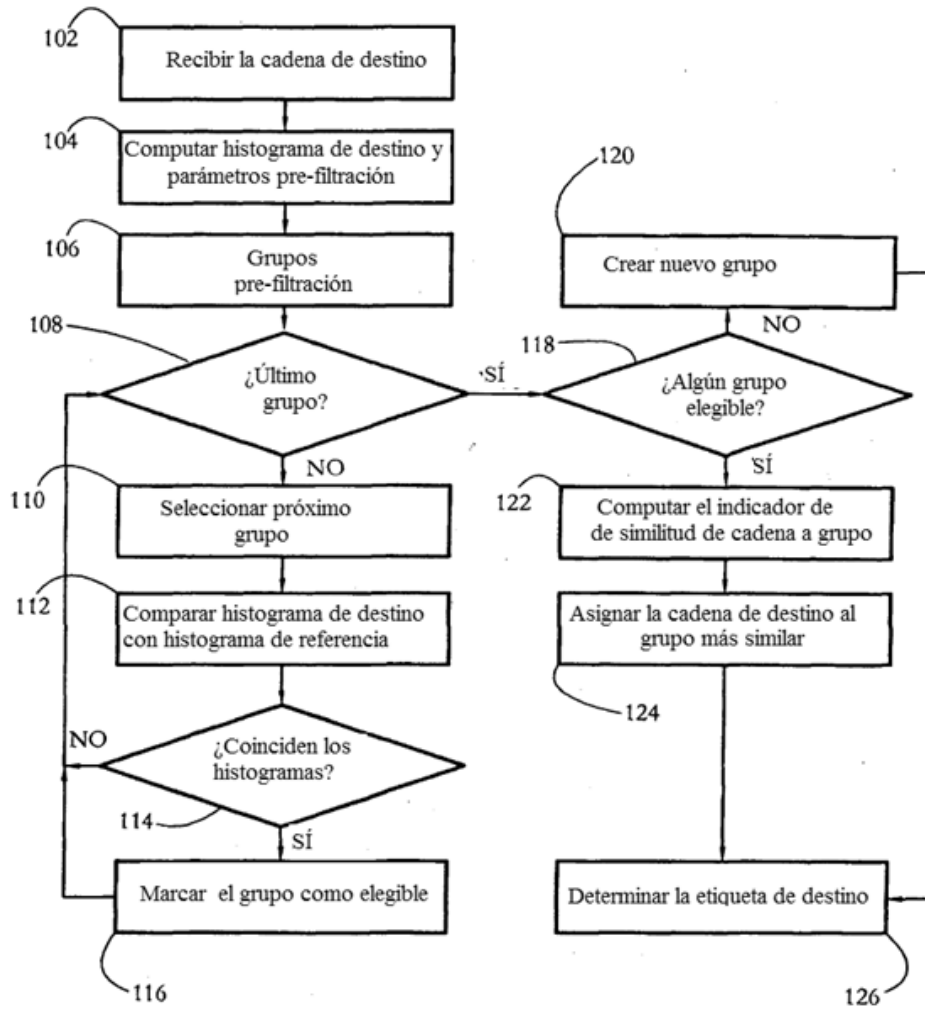 102
Recibir la cadena de destino
104
Computar histograma de destino y
parámetros pre-filtración
106
Grupos
pre-filtración
108
¿Último
grupo?
SÍ
NO
110
Seleccionar próximo
grupo
112
Comparar histograma de destino
con histograma de referencia
¿Coinciden los
histogramas?
NO
114
SÍ
Marcar el grupo como elegible
116
120
Crear nuevo grupo
NO
118
¿Algún grupo
elegible?
SÍ
122
Computar el indicador de
de similitud de cadena a grupo
Asignar la cadena de destino al
grupo más similar
124
Determinar la etiqueta de destino
126